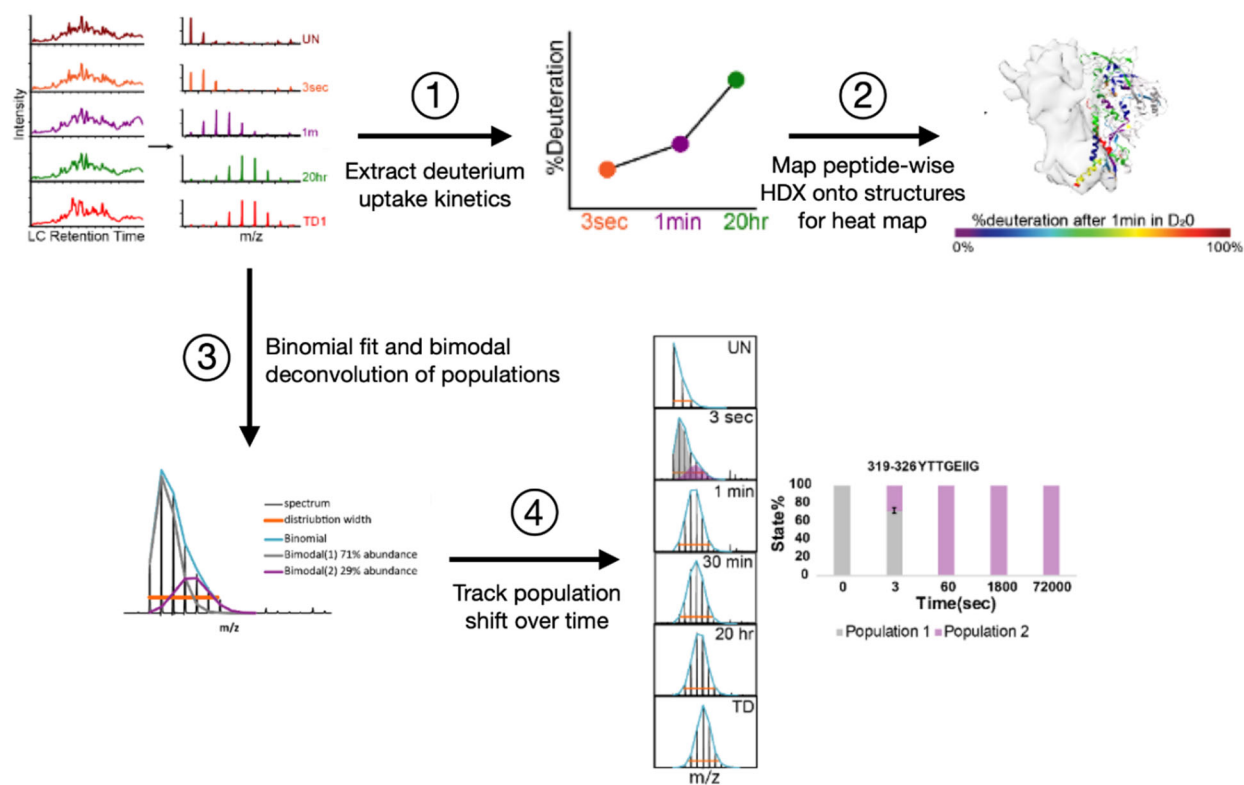 Intensity
UN
3sec
1m
20hr
TD1
LC Retention Time
m/z
1
Extract deuterium
uptake kinetics
%Deuteration
3sec 1min 20hr
2
Map peptide-wise
HDX onto structures
for heat map
%deuteration after 1min in D₂0
0% 100%
3
Binomial fit and bimodal
deconvolution of populations
spectrum
distriubtion width
Binomial
Bimodal(1) 71% abundance
Bimodal(2) 29% abundance
m/z
4
Track population
shift over time
UN
3 sec
1 min
30 min
20 hr
TD
m/z
319-326YTTGEIIG
State%
100
80
60
40
20
0
0 3 60 1800 72000
Time(sec)
Population 1 Population 2